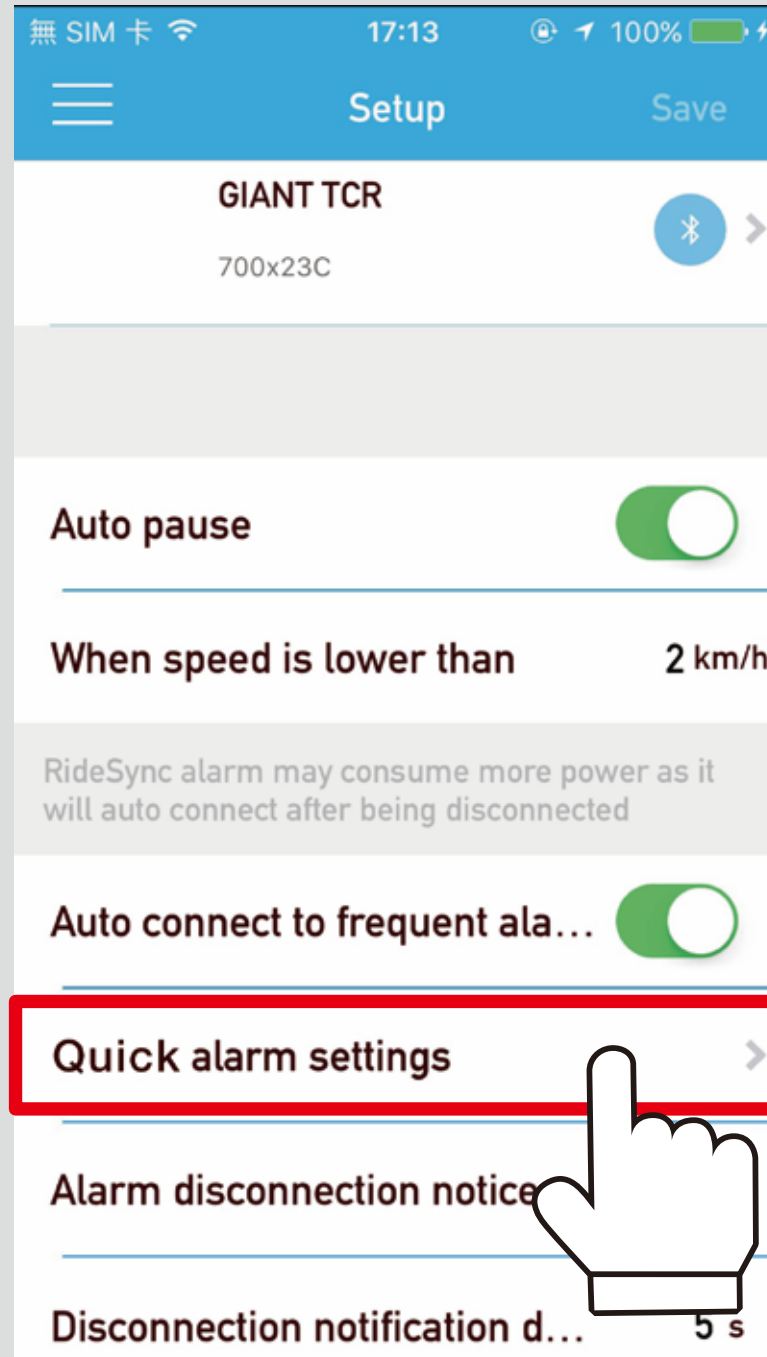 無 SIM 卡 17:13 100%
Setup Save
GIANT TCR
700x23C
Auto pause
When speed is lower than 2 km/h
RideSync alarm may consume more power as it
will auto connect after being disconnected
Auto connect to frequent ala...
Quick alarm settings
Alarm disconnection notice
Disconnection notification d... 5 s